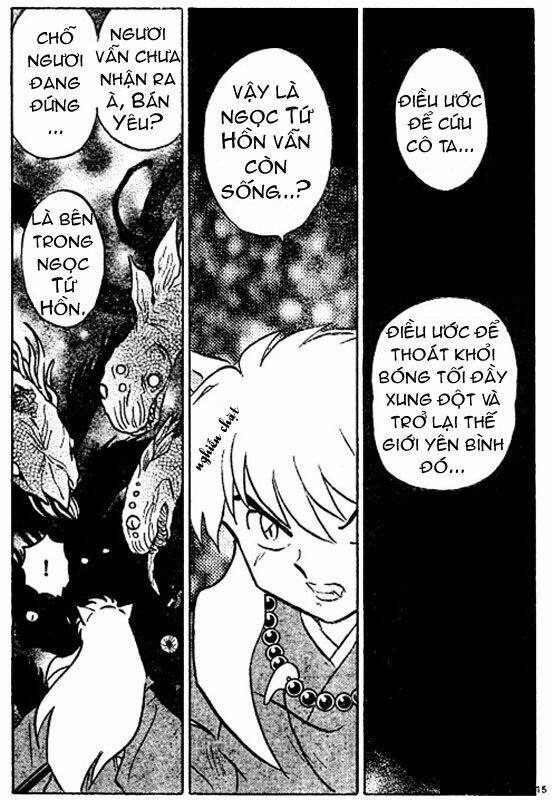 ĐIỀU ƯỚC
ĐỂ CỨU
CÔ TA...
ĐIỀU ƯỚC ĐỂ
THOÁT KHỎI
BÓNG TỐI ĐẦY
XUNG ĐỘT VÀ
TRỞ LẠI THẾ
GIỚI YÊN BÌNH
ĐÓ...
VẬY LÀ
NGỌC TỨ
HỒN VẪN
CÒN
SỐNG...?
nghiến chặt
NGƯƠI
VẪN CHƯA
NHẬN RA
À, BÁN
YÊU?
CHỖ
NGƯƠI
ĐANG
ĐỨNG
...
LÀ BÊN
TRONG
NGỌC TỨ
HỒN.
!
15